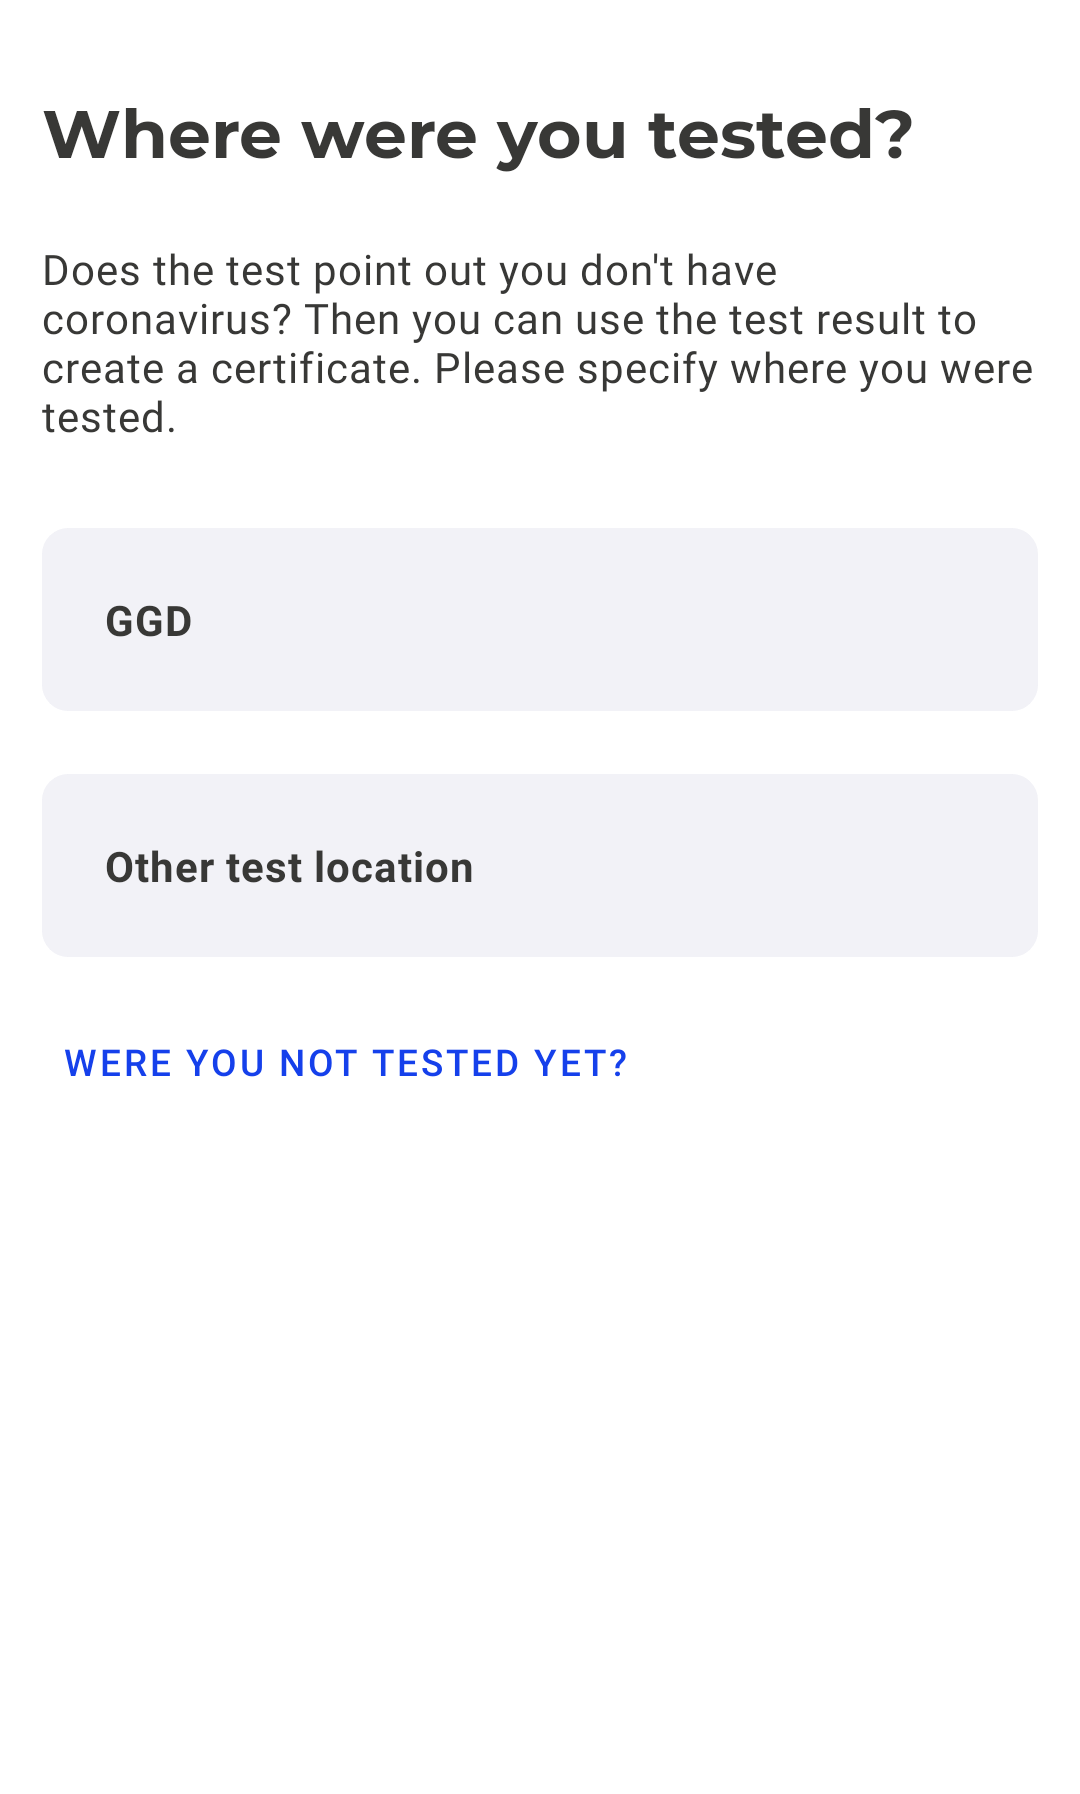 Where were you tested?
Does the test point out you don't have
coronavirus? Then you can use the test result to
create a certificate. Please specify where you were
tested.
GGD
Other test location
WERE YOU NOT TESTED YET?